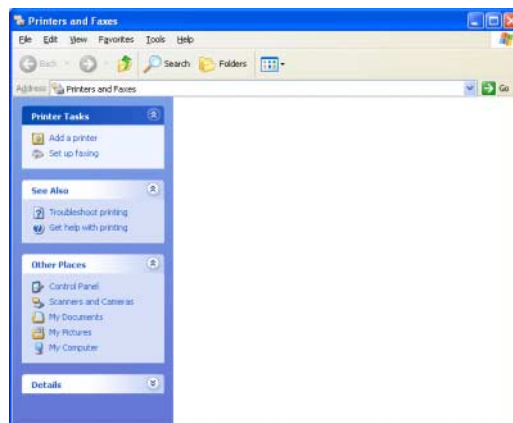 Printers and Faxes
File Edit View Favorites Tools Help
Back Search Folders
Address Printers and Faxes Go
Printer Tasks
Add a printer
Set up faxing
See Also
Troubleshoot printing
Get help with printing
Other Places
Control Panel
Scanners and Cameras
My Documents
My Pictures
My Computer
Details